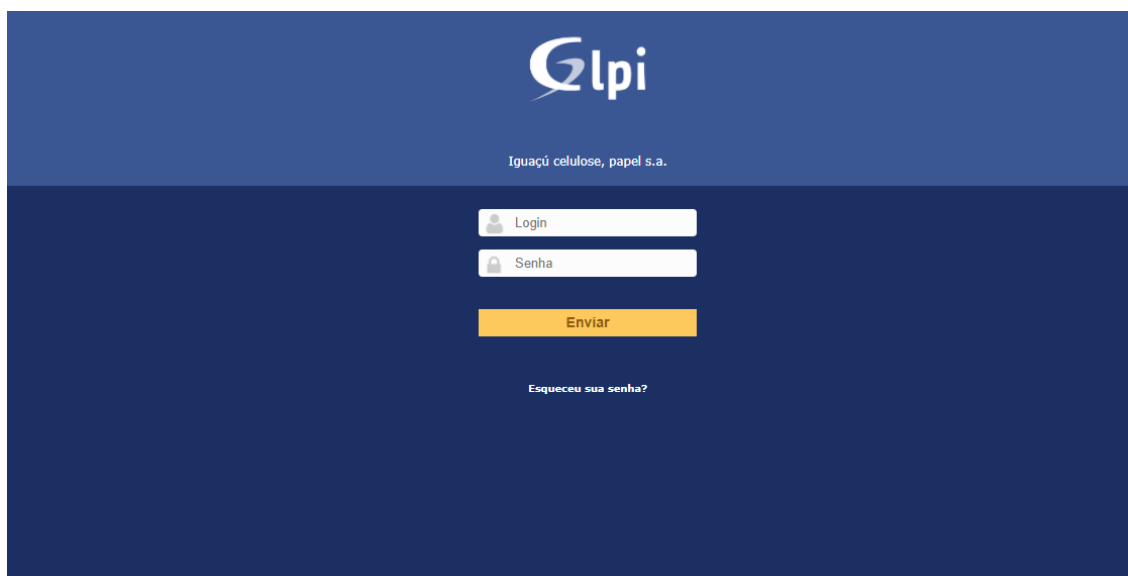 Glpi
Iguaçú celulose, papel s.a.
Login
Senha
Enviar
Esqueceu sua senha?